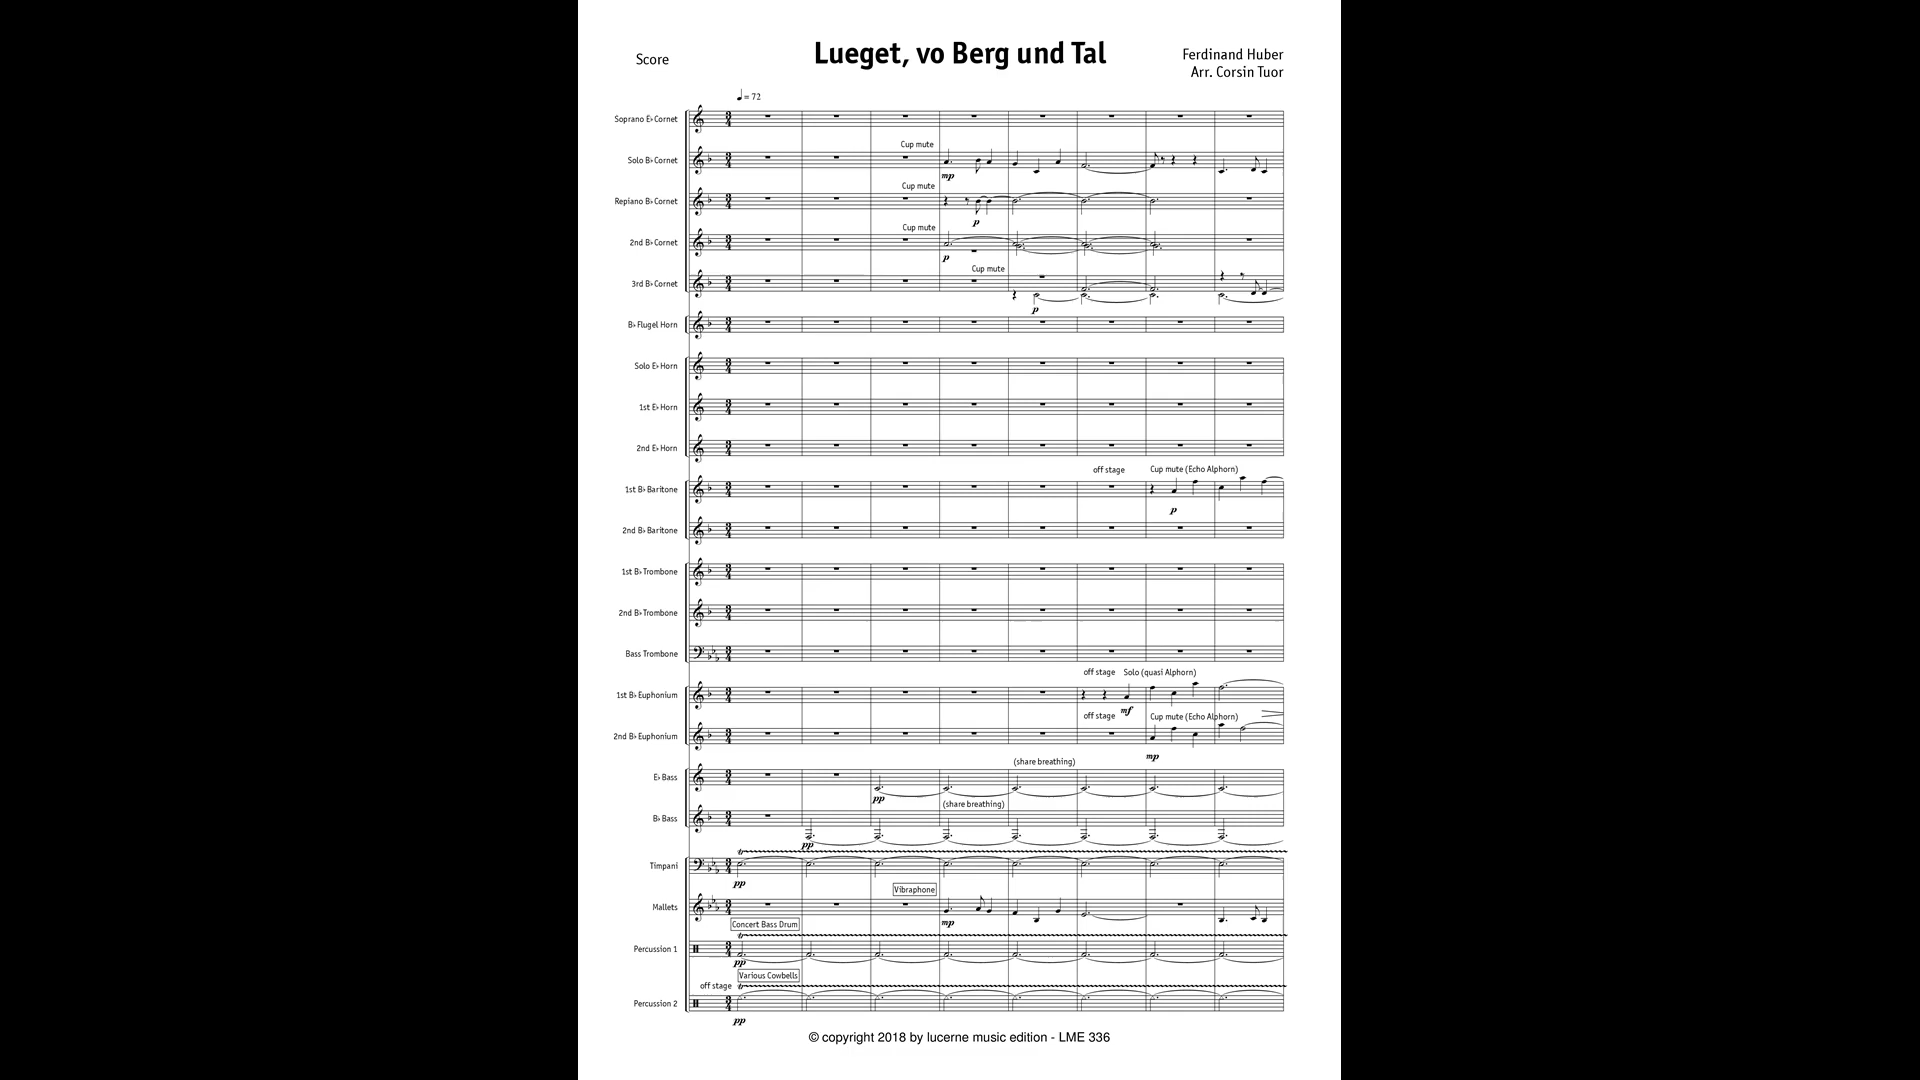 Lueget, vo Berg und Tal
Score
Ferdinand Huber
Arr. Corsin Tuor
= 72
Soprano E♭ Cornet
Cup mute
Solo B♭ Cornet
mp
Cup mute
Repiano B♭ Cornet
p
Cup mute
2nd B♭ Cornet
p
Cup mute
3rd B♭ Cornet
p
B♭ Flugel Horn
Solo E♭ Horn
1st E♭ Horn
2nd E♭ Horn
off stage Cup mute (Echo Alphorn)
1st B♭ Baritone
p
2nd B♭ Baritone
1st B♭ Trombone
2nd B♭ Trombone
Bass Trombone
off stage Solo (quasi Alphorn)
1st B♭ Euphonium
mf
off stage Cup mute (Echo Alphorn)
2nd B♭ Euphonium
mp
(share breathing)
E♭ Bass
pp
(share breathing)
B♭ Bass
pp
tr
Timpani
pp
Vibraphone
Mallets
mp
Concert Bass Drum
tr
Percussion 1
pp
Various Cowbells
off stage tr
Percussion 2
pp
© copyright 2018 by lucerne music edition - LME 336